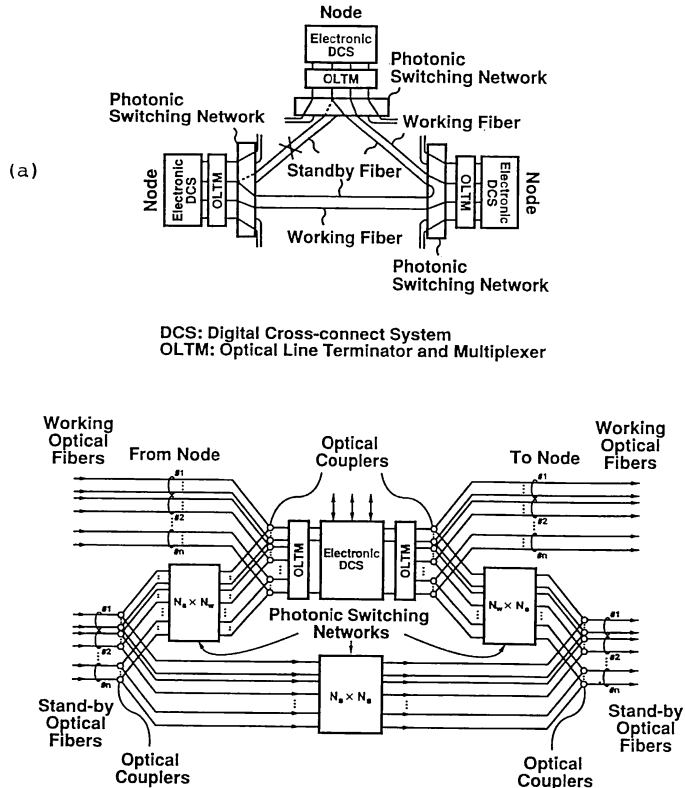 Node
Electronic
DCS
OLTM
Photonic
Switching Network
Photonic
Switching Network
Working Fiber
(a)
Standby Fiber
Node
Electronic
DCS
OLTM
OLTM
Electronic
DCS
Node
Working Fiber
Photonic
Switching Network
DCS: Digital Cross-connect System
OLTM: Optical Line Terminator and Multiplexer
Working
Optical
Fibers
From Node
Optical
Couplers
To Node
Working
Optical
Fibers
#1
#2
#n
#1
#2
#n
OLTM
Electronic
DCS
OLTM
Ns × Nw
Nw × Ns
Photonic Switching
Networks
#1
#2
#n
#1
#2
#n
Ns × Ns
Stand-by
Optical
Fibers
Optical
Couplers
Optical
Couplers
Stand-by
Optical
Fibers